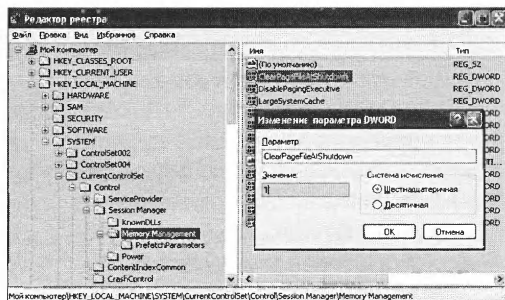 Редактор реестра
Файл Правка Вид Избранное Справка
Мой компьютер
HKEY_CLASSES_ROOT
HKEY_CURRENT_USER
HKEY_LOCAL_MACHINE
HARDWARE
SAM
SECURITY
SOFTWARE
SYSTEM
ControlSet002
ControlSet004
CurrentControlSet
Control
ServiceProvider
Session Manager
KnownDLLs
Memory Management
PrefetchParameters
Power
ContentIndexCommon
CrashControl
Имя Тип
(По умолчанию) REG_SZ
ClearPageFileAtShutdown REG_DWORD
DisablePagingExecutive REG_DWORD
LargeSystemCache REG_DWORD
Изменение параметра DWORD
Параметр:
ClearPageFileAtShutdown
Значение:
1
Система исчисления
Шестнадцатеричная
Десятичная
OK Отмена
Мой компьютер\HKEY_LOCAL_MACHINE\SYSTEM\CurrentControlSet\Control\Session Manager\Memory Management